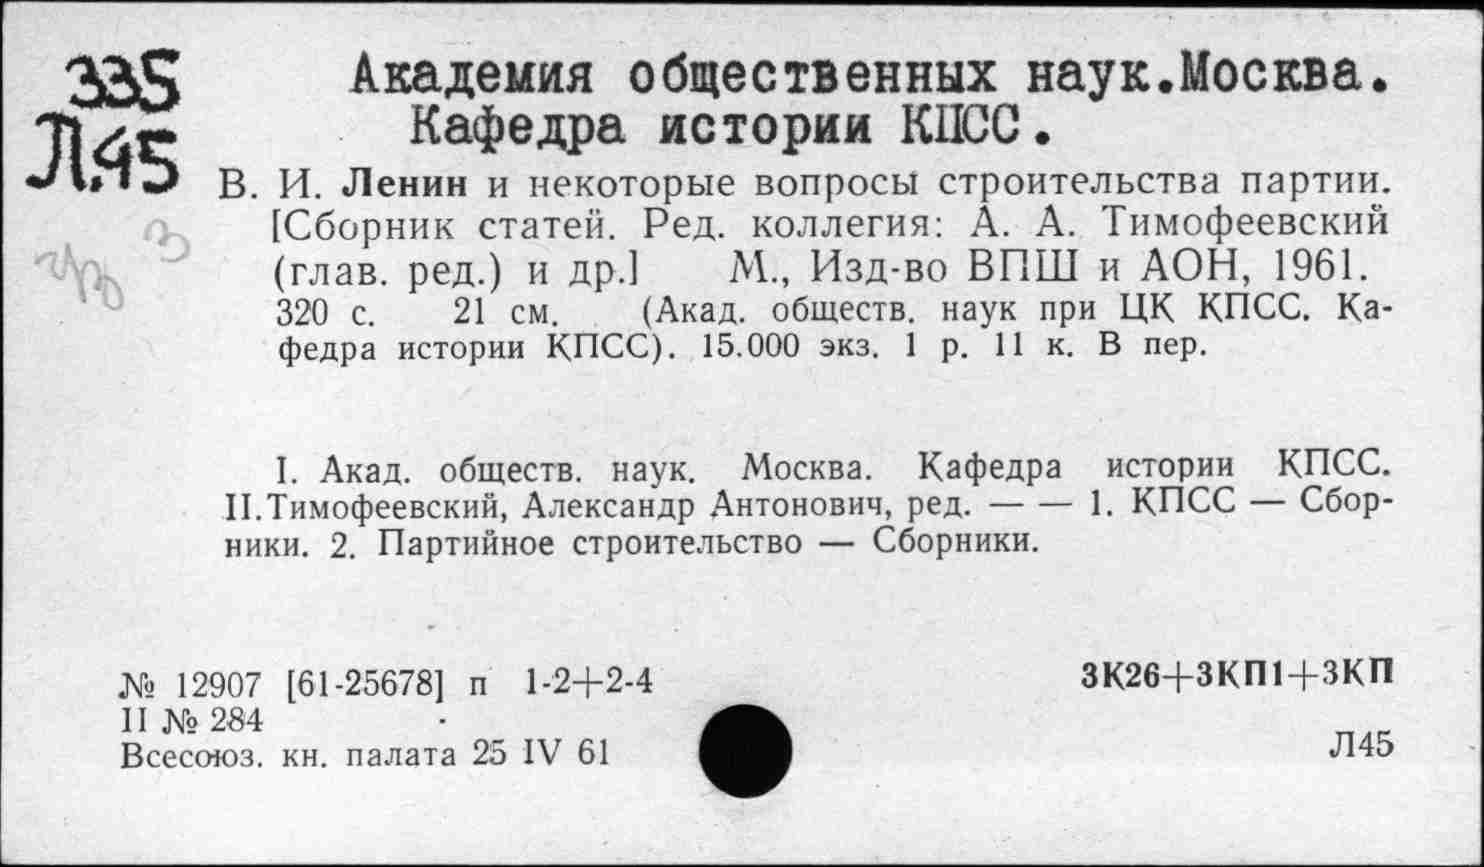 335
Л45
Академия общественных наук.Москва.
Кафедра истории КПСС.
В. И. Ленин и некоторые вопросы строительства партии.
[Сборник статей. Ред. коллегия: А. А. Тимофеевский
(глав. ред.) и др.] М., Изд-во ВПШ и АОН, 1961.
320 с. 21 см. (Акад. обществ. наук при ЦК КПСС. Ка-
федра истории КПСС). 15.000 экз. 1 р. 11 к. В пер.
I. Акад. обществ. наук. Москва. Кафедра истории КПСС.
II.Тимофеевский, Александр Антонович, ред. — — 1. КПСС — Сбор-
ники. 2. Партийное строительство — Сборники.
№ 12907 [61-25678] п 1-2+2-4
3К26+3КП1+3КП
II № 284
Всесоюз. кн. палата 25 IV 61
Л45